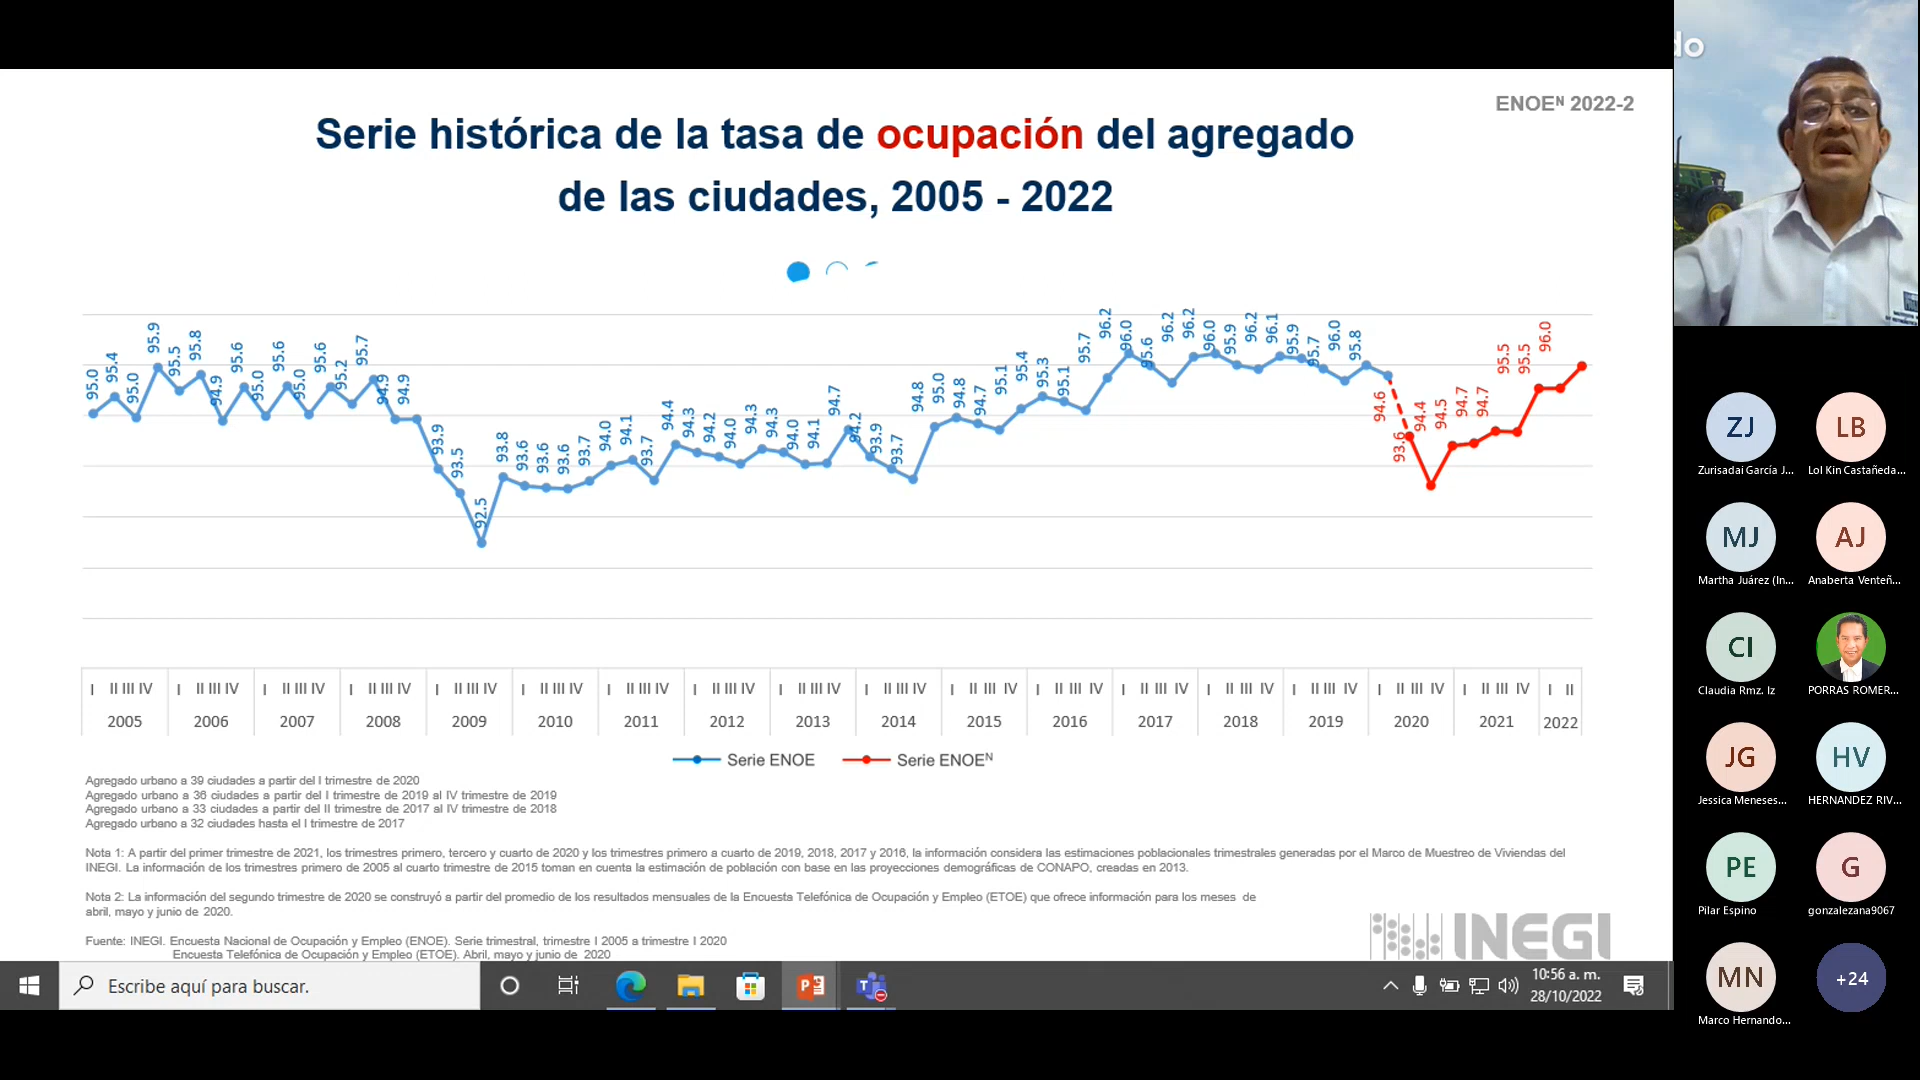 do
ENOEᴺ 2022-2
Serie histórica de la tasa de ocupación del agregado
de las ciudades, 2005 - 2022
95.0 95.4 95.0 95.9 95.5 95.8 94.9 95.6 95.0 95.6 95.0 95.6 95.2 95.7 94.9 94.9 93.9 93.5 92.5 93.8 93.6 93.6 93.6 93.7 94.0 94.1 93.7 94.4 94.3 94.2 94.0 94.3 94.3 94.0 94.1 94.7 94.2 93.9 93.7 94.8 95.0 94.8 94.7 95.1 95.4 95.3 95.1 95.7 96.2 96.0 95.6 96.2 96.2 96.0 95.9 96.2 96.1 95.9 95.7 96.0 95.8 94.6 93.6 94.4 94.5 94.7 94.7 95.5 95.5 96.0
I II III IV I II III IV I II III IV I II III IV I II III IV I II III IV I II III IV I II III IV I II III IV I II III IV I II III IV I II III IV I II III IV I II III IV I II III IV I II III IV I II III IV I II
2005 2006 2007 2008 2009 2010 2011 2012 2013 2014 2015 2016 2017 2018 2019 2020 2021 2022
Serie ENOE Serie ENOEᴺ
Agregado urbano a 39 ciudades a partir del I trimestre de 2020
Agregado urbano a 36 ciudades a partir del I trimestre de 2019 al IV trimestre de 2019
Agregado urbano a 33 ciudades a partir del II trimestre de 2017 al IV trimestre de 2018
Agregado urbano a 32 ciudades hasta el I trimestre de 2017
Nota 1: A partir del primer trimestre de 2021, los trimestres primero, tercero y cuarto de 2020 y los trimestres primero a cuarto de 2019, 2018, 2017 y 2016, la información considera las estimaciones poblacionales trimestrales generadas por el Marco de Muestreo de Viviendas del
INEGI. La información de los trimestres primero de 2005 al cuarto trimestre de 2015 toman en cuenta la estimación de población con base en las proyecciones demográficas de CONAPO, creadas en 2013.
Nota 2: La información del segundo trimestre de 2020 se construyó a partir del promedio de los resultados mensuales de la Encuesta Telefónica de Ocupación y Empleo (ETOE) que ofrece información para los meses de
abril, mayo y junio de 2020.
Fuente: INEGI. Encuesta Nacional de Ocupación y Empleo (ENOE). Serie trimestral, trimestre I 2005 a trimestre I 2020
Encuesta Telefónica de Ocupación y Empleo (ETOE). Abril, mayo y junio de 2020
INEGI
Escribe aquí para buscar.
10:56 a. m.
28/10/2022
ZJ LB
Zurisadai García J... Lol Kin Castañeda...
MJ AJ
Martha Juárez (In... Anaberta Venteñ...
CI
Claudia Rmz. Iz PORRAS ROMER...
JG HV
Jessica Meneses... HERNANDEZ RIV...
PE G
Pilar Espino gonzalezana9067
MN +24
Marco Hernando...